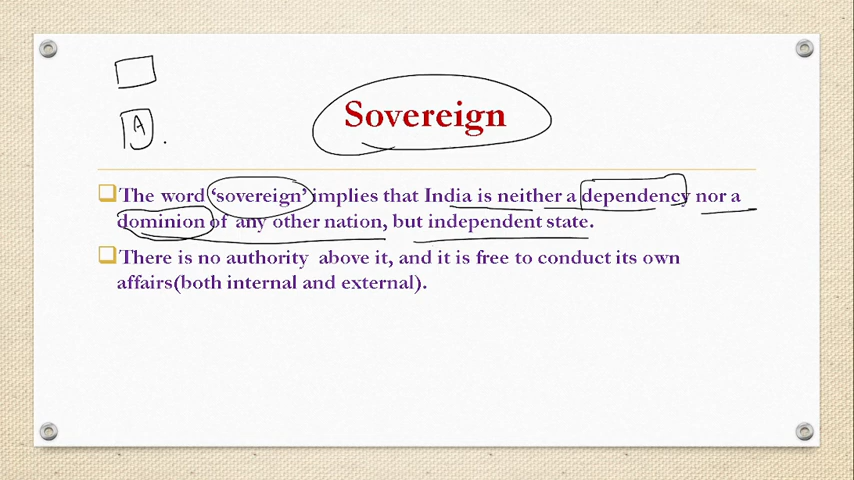 A
Sovereign
The word ‘sovereign’ implies that India is neither a dependency nor a
dominion of any other nation, but independent state.
There is no authority above it, and it is free to conduct its own
affairs(both internal and external).